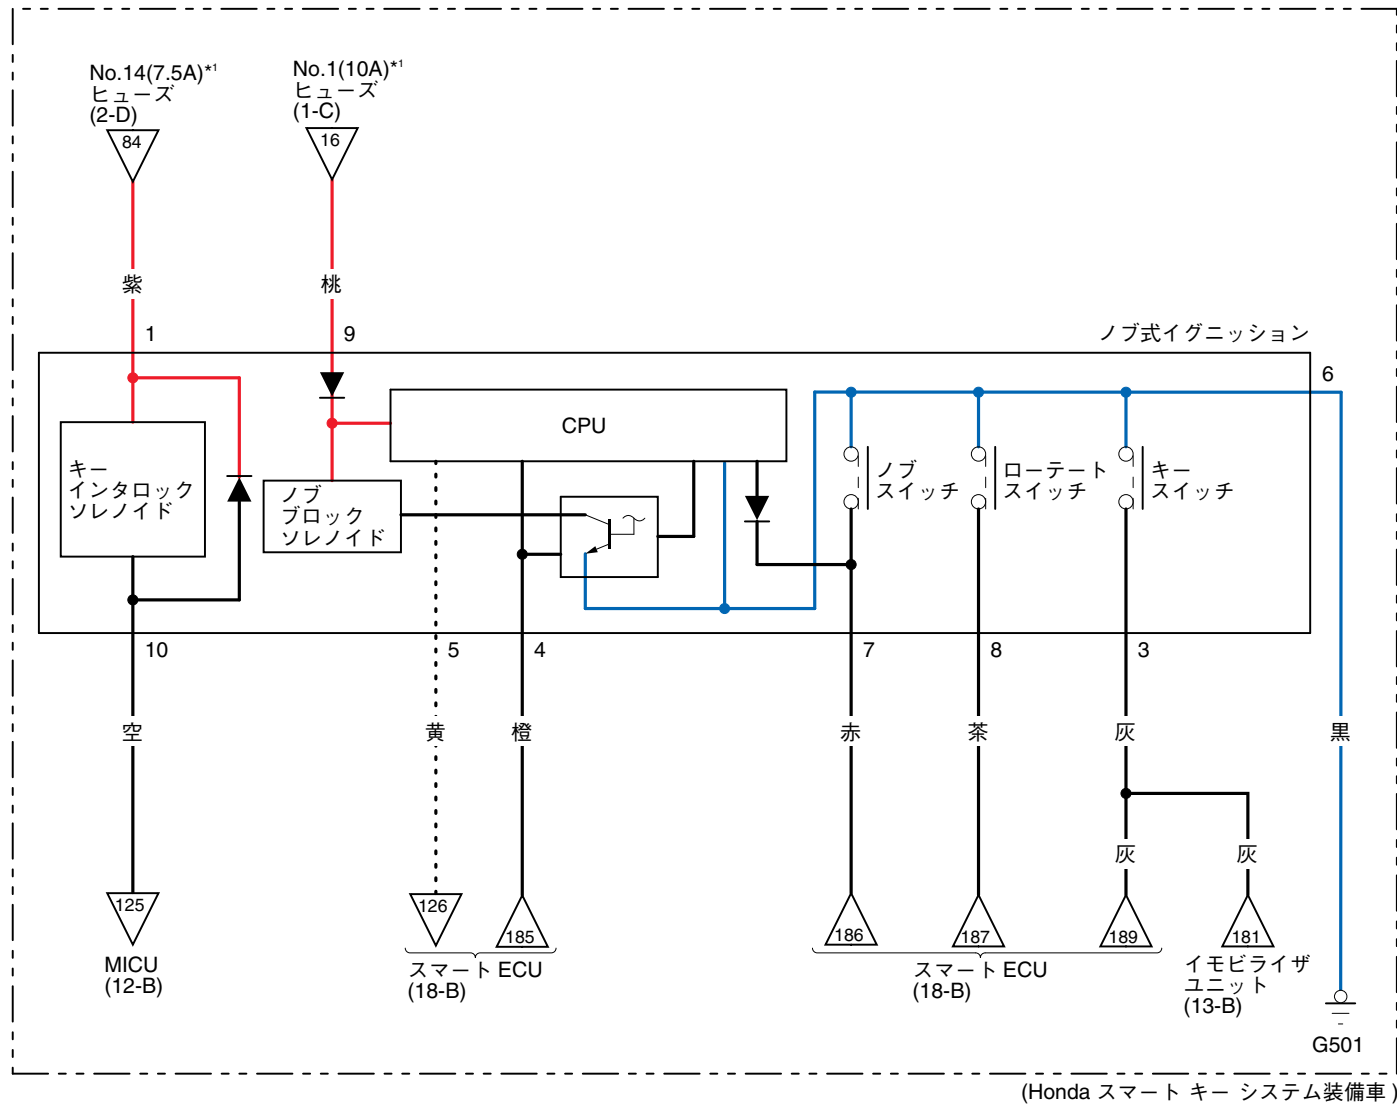 No.14(7.5A)*1
ヒューズ
(2-D)
84
No.1(10A)*1
ヒューズ
(1-C)
16
紫
桃
1
9
ノブ式イグニッション
6
CPU
キー
インタロック
ソレノイド
ノブ
ブロック
ソレノイド
ノブ
スイッチ
ローテート
スイッチ
キー
スイッチ
10
5
4
7
8
3
空
黄
橙
赤
茶
灰
黒
灰
灰
125
126
185
186
187
189
181
MICU
(12-B)
スマート ECU
(18-B)
スマート ECU
(18-B)
イモビライザ
ユニット
(13-B)
G501
(Honda スマート キー システム装備車)